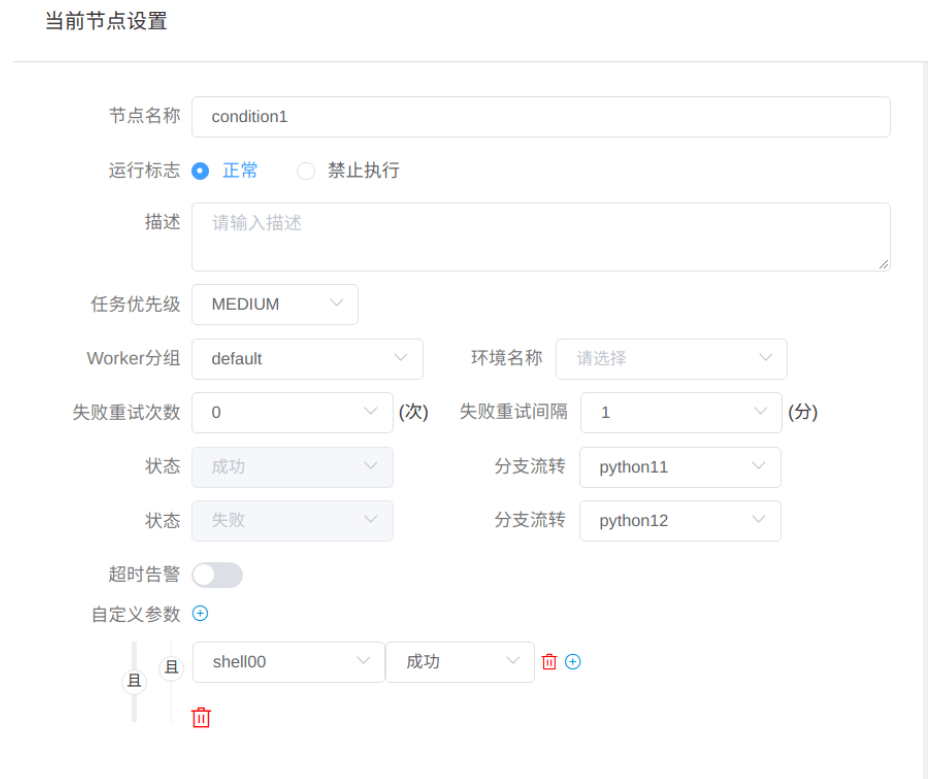 当前节点设置
节点名称 condition1
运行标志 正常 禁止执行
描述 请输入描述
任务优先级 MEDIUM
Worker分组 default 环境名称 请选择
失败重试次数 0 (次) 失败重试间隔 1 (分)
状态 成功 分支流转 python11
状态 失败 分支流转 python12
超时告警
自定义参数
且 且 shell00 成功